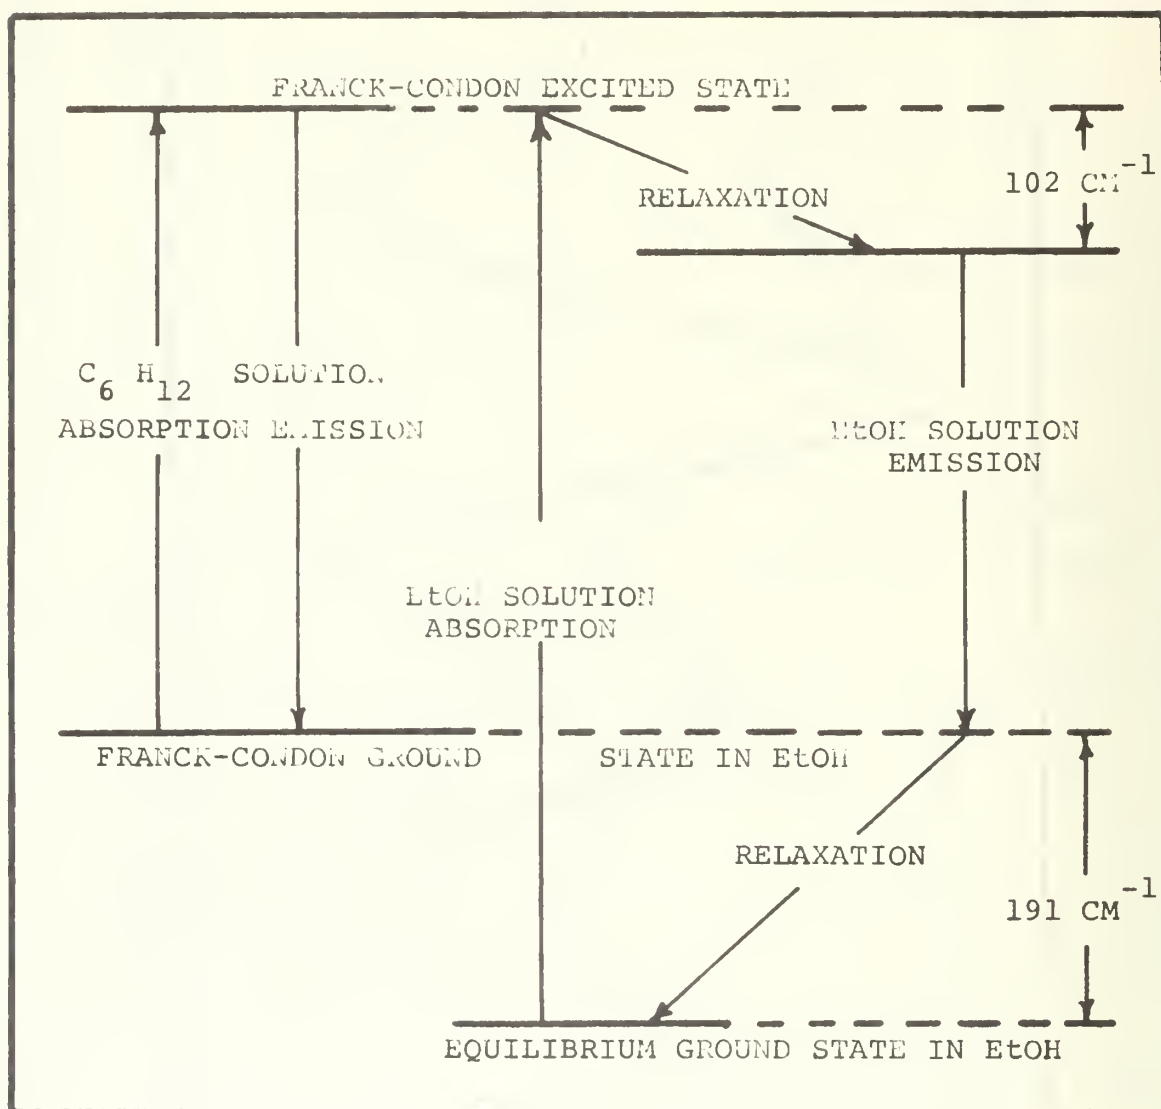 FRANCK-CONDON EXCITED STATE
102 CM-1
RELAXATION
C6 H12 SOLUTION
ABSORPTION EMISSION
EtOH SOLUTION
EMISSION
EtOH SOLUTION
ABSORPTION
FRANCK-CONDON GROUND STATE IN EtOH
RELAXATION
191 CM-1
EQUILIBRIUM GROUND STATE IN EtOH